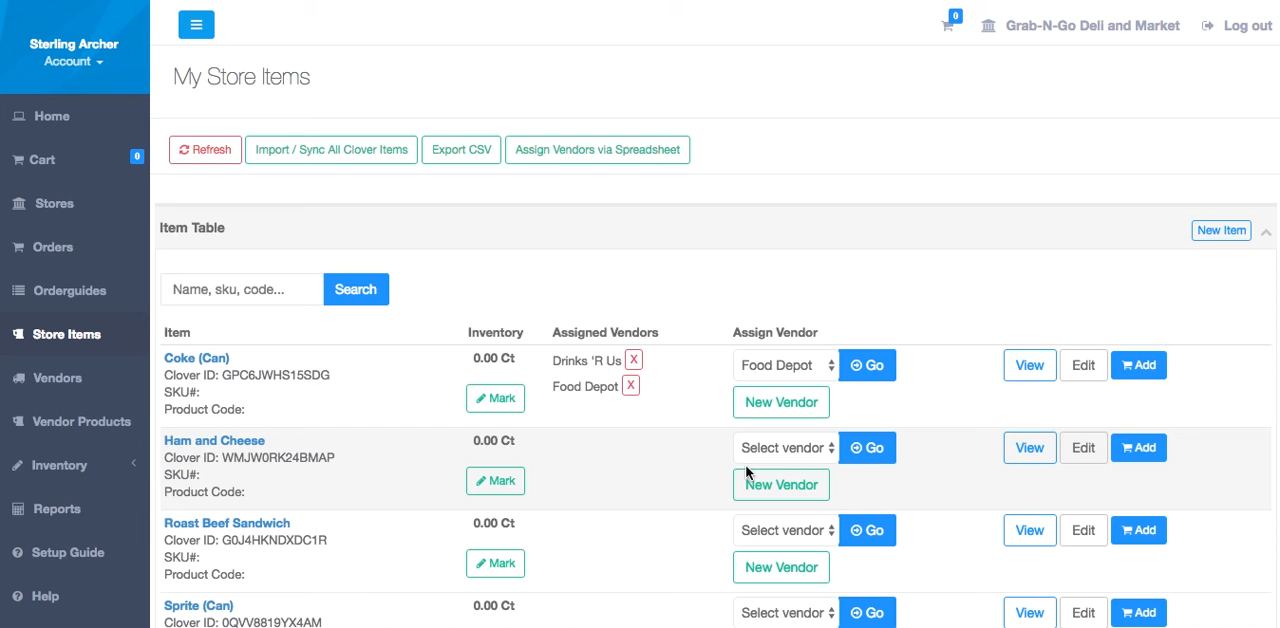 Sterling Archer
Account
0
Grab-N-Go Deli and Market
Log out
Home
Cart
0
Stores
Orders
Orderguides
Store Items
Vendors
Vendor Products
Inventory
Reports
Setup Guide
Help
My Store Items
Refresh
Import / Sync All Clover Items
Export CSV
Assign Vendors via Spreadsheet
Item Table
New Item
Name, sku, code...
Search
Item
Inventory
Assigned Vendors
Assign Vendor
Coke (Can)
Clover ID: GPC6JWHS15SDG
SKU#:
Product Code:
0.00 Ct
Mark
Drinks 'R Us X
Food Depot X
Food Depot
Go
New Vendor
View
Edit
Add
Ham and Cheese
Clover ID: WMJW0RK24BMAP
SKU#:
Product Code:
0.00 Ct
Mark
Select vendor
Go
New Vendor
View
Edit
Add
Roast Beef Sandwich
Clover ID: G0J4HKNDXDC1R
SKU#:
Product Code:
0.00 Ct
Mark
Select vendor
Go
New Vendor
View
Edit
Add
Sprite (Can)
Clover ID: 0QVV8819YX4AM
0.00 Ct
Select vendor
Go
View
Edit
Add